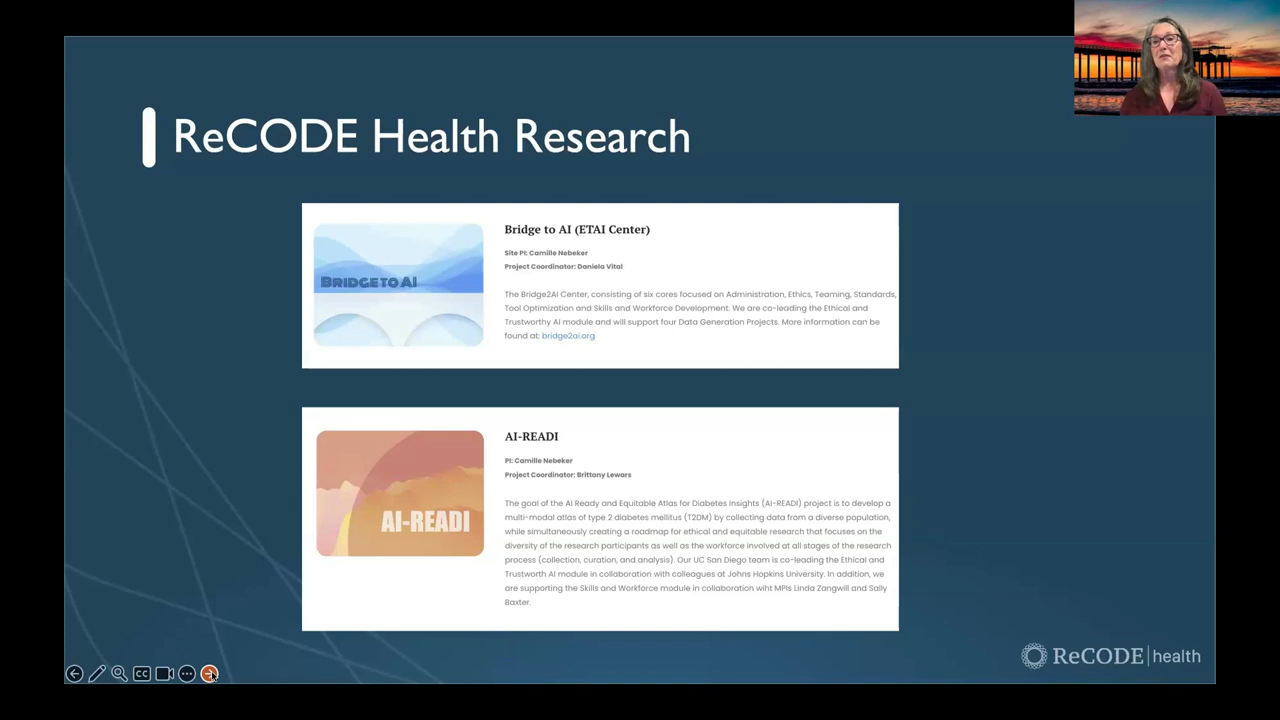 ReCODE Health Research
BRIDGE TO AI
Bridge to AI (ETAI Center)
Site PI: Camille Nebeker
Project Coordinator: Daniela Vital
The Bridge2AI Center, consisting of six cores focused on Administration, Ethics, Teaming, Standards,
Tool Optimization and Skills and Workforce Development. We are co-leading the Ethical and
Trustworthy AI module and will support four Data Generation Projects. More information can be
found at: bridge2ai.org
AI-READI
AI-READI
PI: Camille Nebeker
Project Coordinator: Brittany Lewars
The goal of the AI Ready and Equitable Atlas for Diabetes Insights (AI-READI) project is to develop a
multi-modal atlas of type 2 diabetes mellitus (T2DM) by collecting data from a diverse population,
while simultaneously creating a roadmap for ethical and equitable research that focuses on the
diversity of the research participants as well as the workforce involved at all stages of the research
process (collection, curation, and analysis). Our UC San Diego team is co-leading the Ethical and
Trustworth AI module in collaboration with colleagues at Johns Hopkins University. In addition, we
are supporting the Skills and Workforce module in collaboration wiht MPIs Linda Zangwill and Sally
Baxter.
CC
ReCODE health